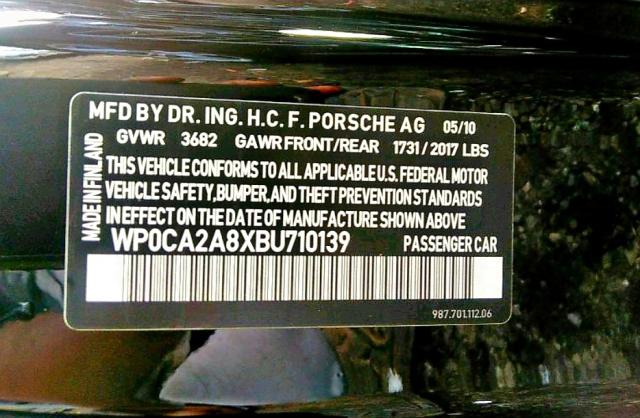 MFD BY DR. ING. H.C. F. PORSCHE AG 05/10
GVWR 3682 GAWR FRONT/REAR 1731 / 2017 LBS
MADE IN FINLAND
THIS VEHICLE CONFORMS TO ALL APPLICABLE U.S. FEDERAL MOTOR
VEHICLE SAFETY, BUMPER, AND THEFT PREVENTION STANDARDS
IN EFFECT ON THE DATE OF MANUFACTURE SHOWN ABOVE
WP0CA2A8XBU710139 PASSENGER CAR
987.701.112.06